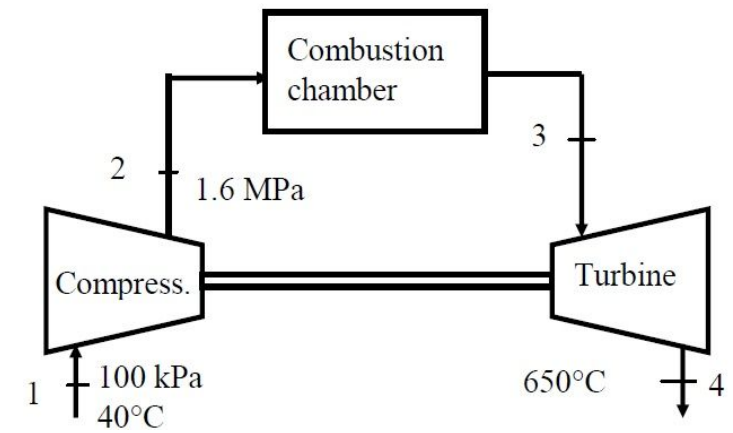 Combustion
chamber
3
2
1.6 MPa
Compress.
Turbine
1
100 kPa
40°C
650°C
4